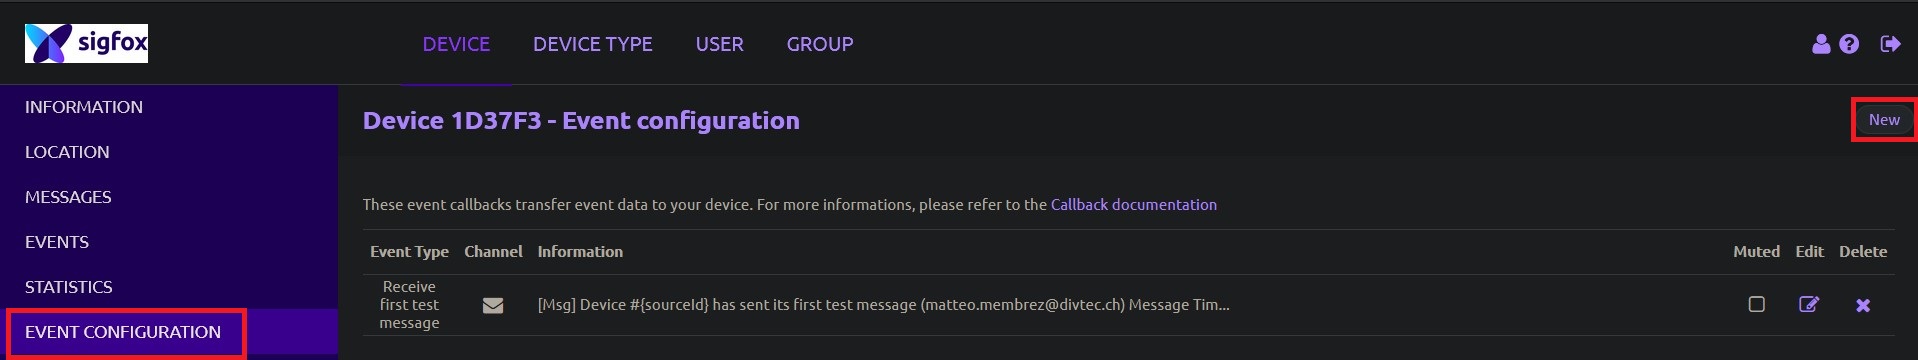 sigfox
DEVICE DEVICE TYPE USER GROUP
INFORMATION
LOCATION
MESSAGES
EVENTS
STATISTICS
EVENT CONFIGURATION
Device 1D37F3 - Event configuration
New
These event callbacks transfer event data to your device. For more informations, please refer to the Callback documentation
Event Type Channel Information Muted Edit Delete
Receive
first test
message
[Msg] Device #{sourceId} has sent its first test message (matteo.membrez@divtec.ch) Message Tim...